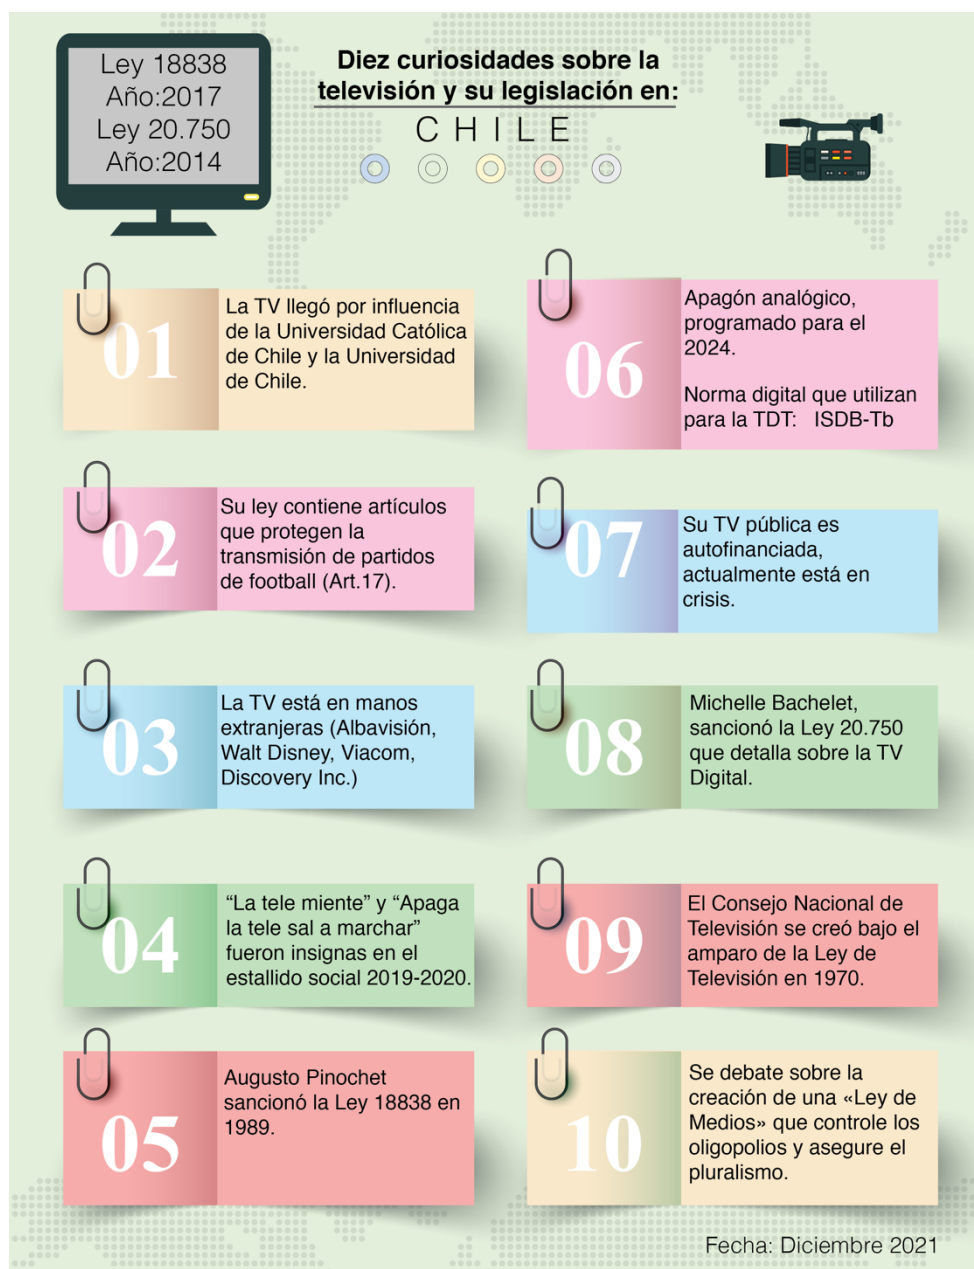 Ley 18838
Año:2017
Ley 20.750
Año:2014
Diez curiosidades sobre la
televisión y su legislación en:
CHILE
01
La TV llegó por influencia
de la Universidad Católica
de Chile y la Universidad
de Chile.
02
Su ley contiene artículos
que protegen la
transmisión de partidos
de football (Art.17).
03
La TV está en manos
extranjeras (Albavisión,
Walt Disney, Viacom,
Discovery Inc.)
04
“La tele miente” y “Apaga
la tele sal a marchar”
fueron insignas en el
estallido social 2019-2020.
05
Augusto Pinochet
sancionó la Ley 18838 en
1989.
06
Apagón analógico,
programado para el
2024.
Norma digital que utilizan
para la TDT: ISDB-Tb
07
Su TV pública es
autofinanciada,
actualmente está en
crisis.
08
Michelle Bachelet,
sancionó la Ley 20.750
que detalla sobre la TV
Digital.
09
El Consejo Nacional de
Televisión se creó bajo el
amparo de la Ley de
Televisión en 1970.
10
Se debate sobre la
creación de una «Ley de
Medios» que controle los
oligopolios y asegure el
pluralismo.
Fecha: Diciembre 2021